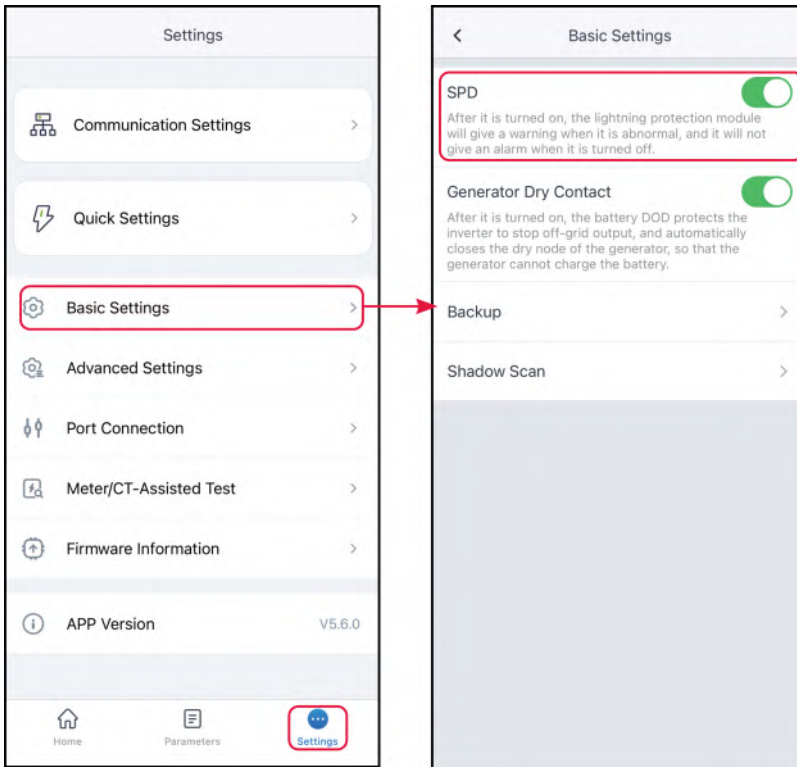 Settings
Communication Settings
Quick Settings
Basic Settings
Advanced Settings
Port Connection
Meter/CT-Assisted Test
Firmware Information
APP Version V5.6.0
Home Parameters Settings
Basic Settings
SPD
After it is turned on, the lightning protection module
will give a warning when it is abnormal, and it will not
give an alarm when it is turned off.
Generator Dry Contact
After it is turned on, the battery DOD protects the
inverter to stop off-grid output, and automatically
closes the dry node of the generator, so that the
generator cannot charge the battery.
Backup
Shadow Scan